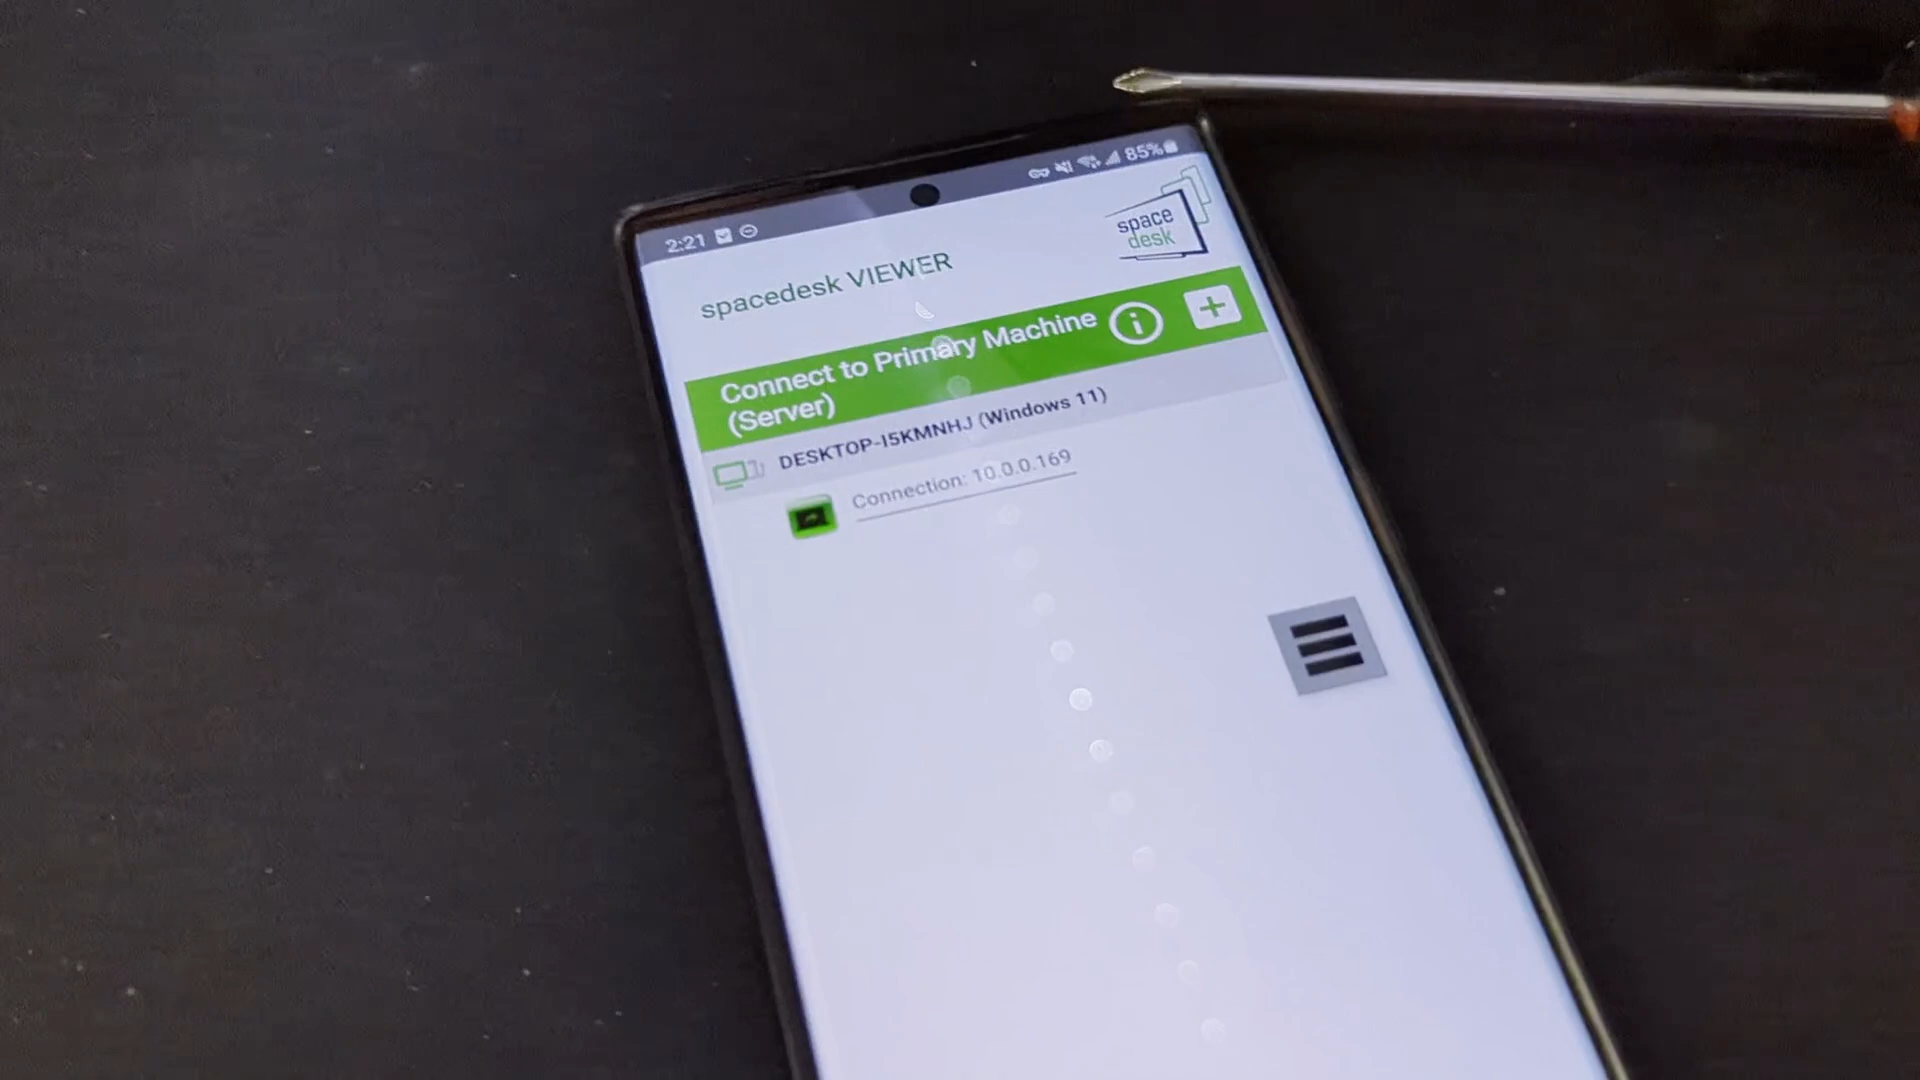 2:21 85%
space
desk
spacedesk VIEWER
Connect to Primary Machine
(Server)
DESKTOP-I5KMNHJ (Windows 11)
Connection: 10.0.0.169